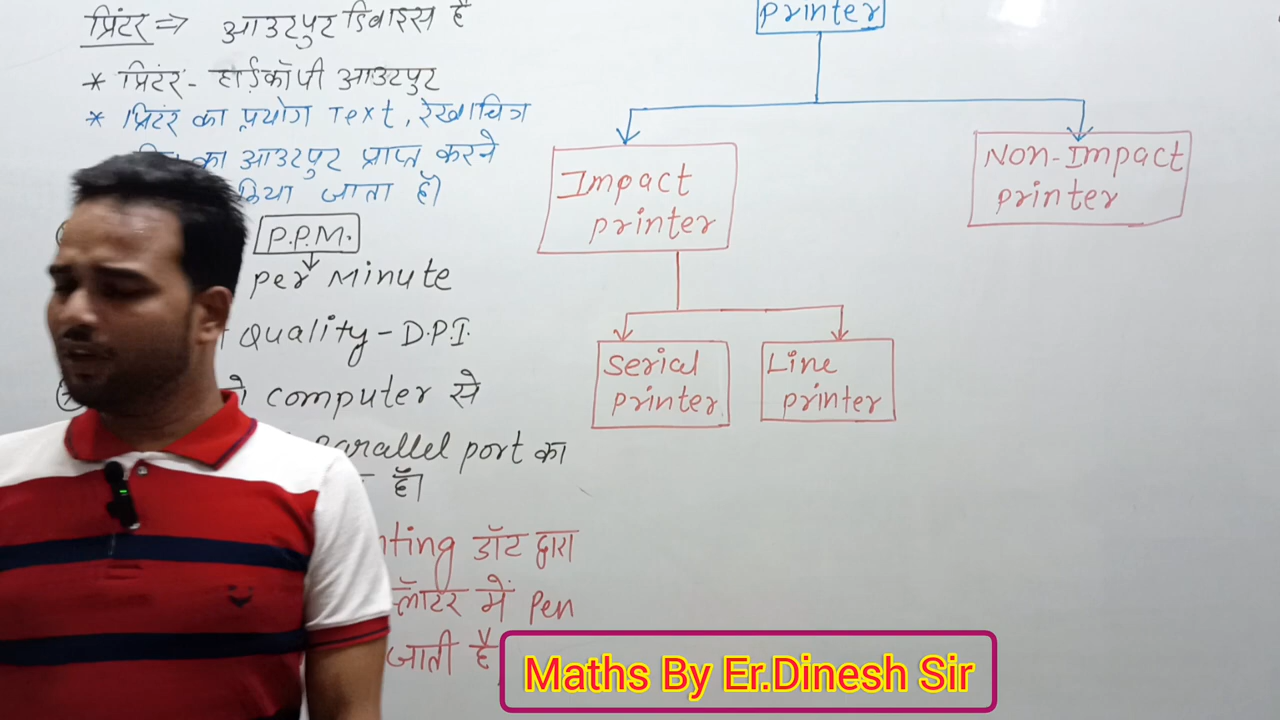 प्रिंटर => आउटपुट डिवाइस है
* प्रिंटर - हार्डकॉपी आउटपुट
* प्रिंटर का प्रयोग Text, रेखाचित्र
का आउटपुट प्राप्त करने
किया जाता है।
P.P.M.
per Minute
Quality - D.P.I.
computer से
parallel port का
हैं।
डॉट द्वारा
में Pen
जाती है
printer
Impact
printer
Non-Impact
printer
Serial
printer
Line
printer
Maths By Er.Dinesh Sir